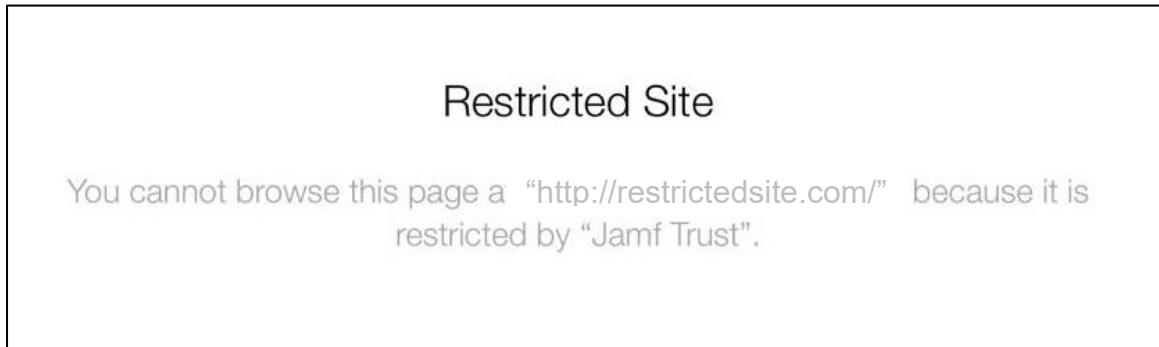 Restricted Site
You cannot browse this page a “http://restrictedsite.com/” because it is
restricted by “Jamf Trust”.